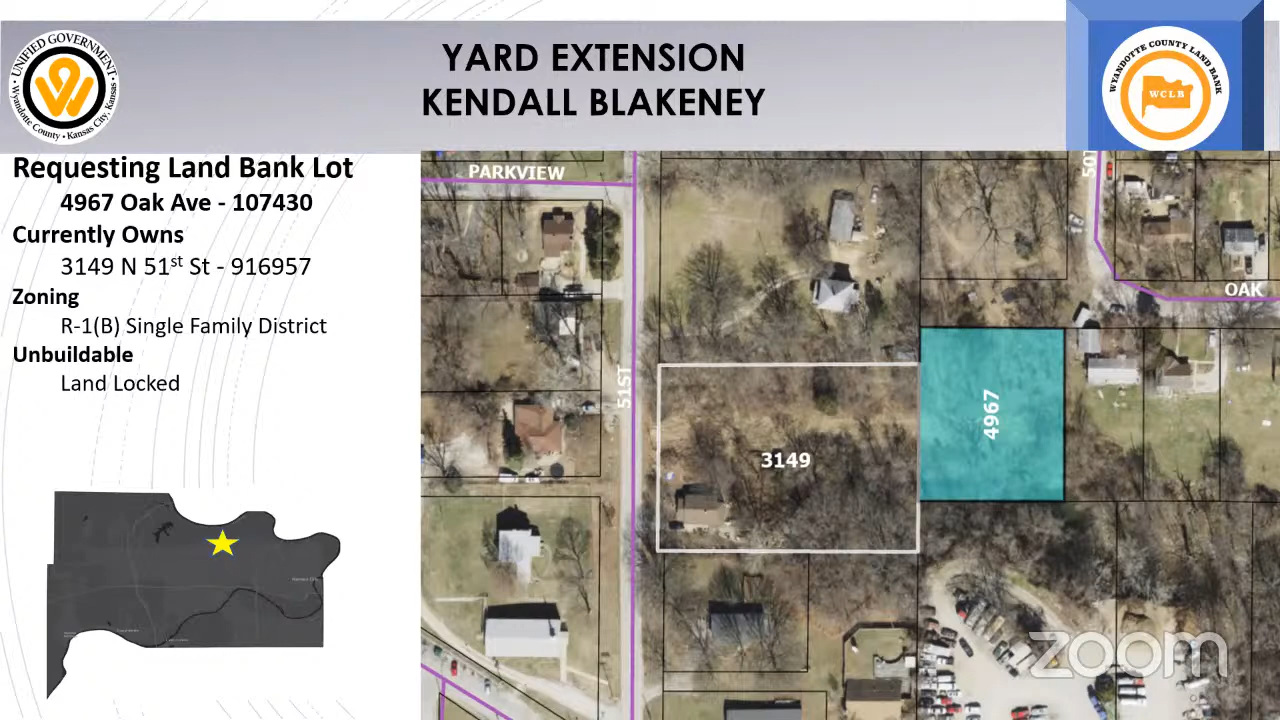 YARD EXTENSION
KENDALL BLAKENEY
UNIFIED GOVERNMENT
Wyandotte County • Kansas City, Kansas
WYANDOTTE COUNTY LAND BANK
WCLB
Requesting Land Bank Lot
4967 Oak Ave - 107430
Currently Owns
3149 N 51st St - 916957
Zoning
R-1(B) Single Family District
Unbuildable
Land Locked
PARKVIEW
51ST
OAK
3149
4967
zoom